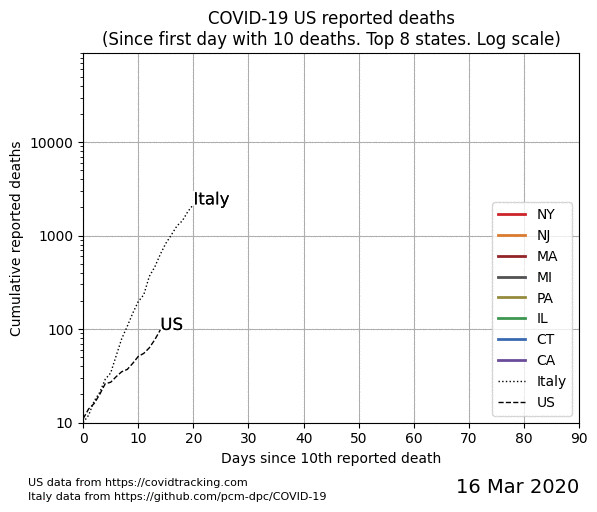 COVID-19 US reported deaths
(Since first day with 10 deaths. Top 8 states. Log scale)
Cumulative reported deaths
10000
1000
100
10
Italy
US
NY
NJ
MA
MI
PA
IL
CT
CA
Italy
US
0 10 20 30 40 50 60 70 80 90
Days since 10th reported death
US data from https://covidtracking.com
Italy data from https://github.com/pcm-dpc/COVID-19
16 Mar 2020